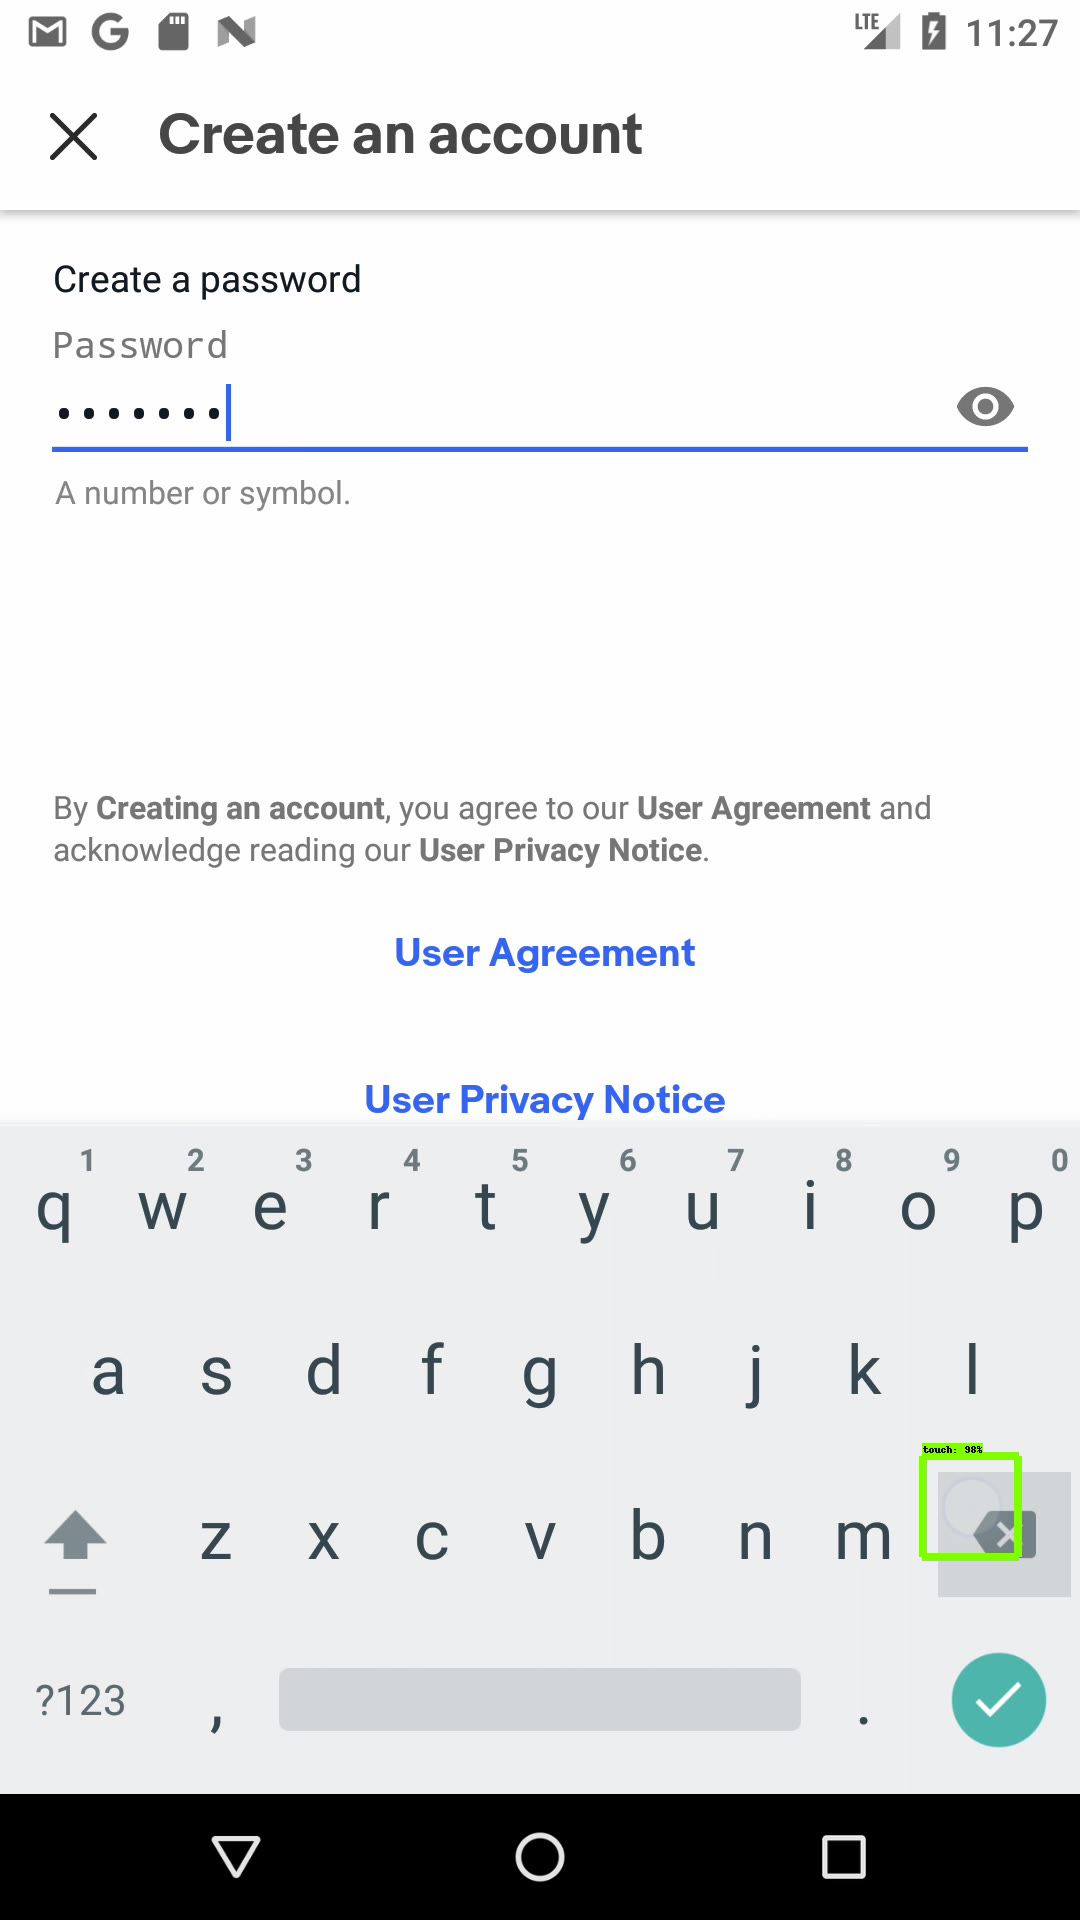 LTE 11:27
Create an account
Create a password
Password
•••••••
A number or symbol.
By Creating an account, you agree to our User Agreement and
acknowledge reading our User Privacy Notice.
User Agreement
User Privacy Notice
1 2 3 4 5 6 7 8 9 0
q w e r t y u i o p
a s d f g h j k l
touch: 98%
z x c v b n m
?123 , .